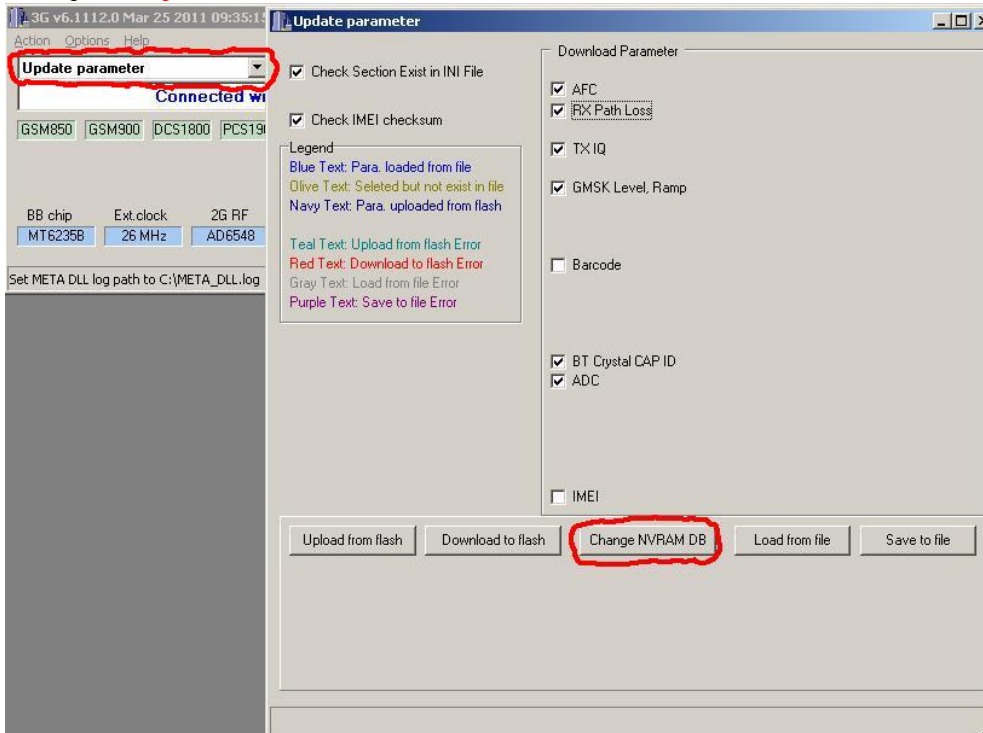 3G v6.1112.0 Mar 25 2011 09:35:1
Action Options Help
Update parameter
Connected wi
GSM850 GSM900 DCS1800 PCS19
BB chip Ext.clock 2G RF
MT6235B 26 MHz AD6548
Set META DLL log path to C:\META_DLL.log
Update parameter
Check Section Exist in INI File
Check IMEI checksum
Legend
Blue Text: Para. loaded from file
Olive Text: Seleted but not exist in file
Navy Text: Para. uploaded from flash
Teal Text: Upload from flash Error
Red Text: Download to flash Error
Gray Text: Load from file Error
Purple Text: Save to file Error
Download Parameter
AFC
RX Path Loss
TX IQ
GMSK Level, Ramp
Barcode
BT Crystal CAP ID
ADC
IMEI
Upload from flash Download to flash Change NVRAM DB Load from file Save to file